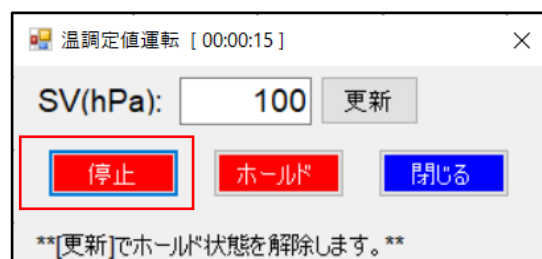 温調定値運転 [ 00:00:15 ]
SV(hPa): 100 更新
停止 ホールド 閉じる
**[更新]でホールド状態を解除します。**